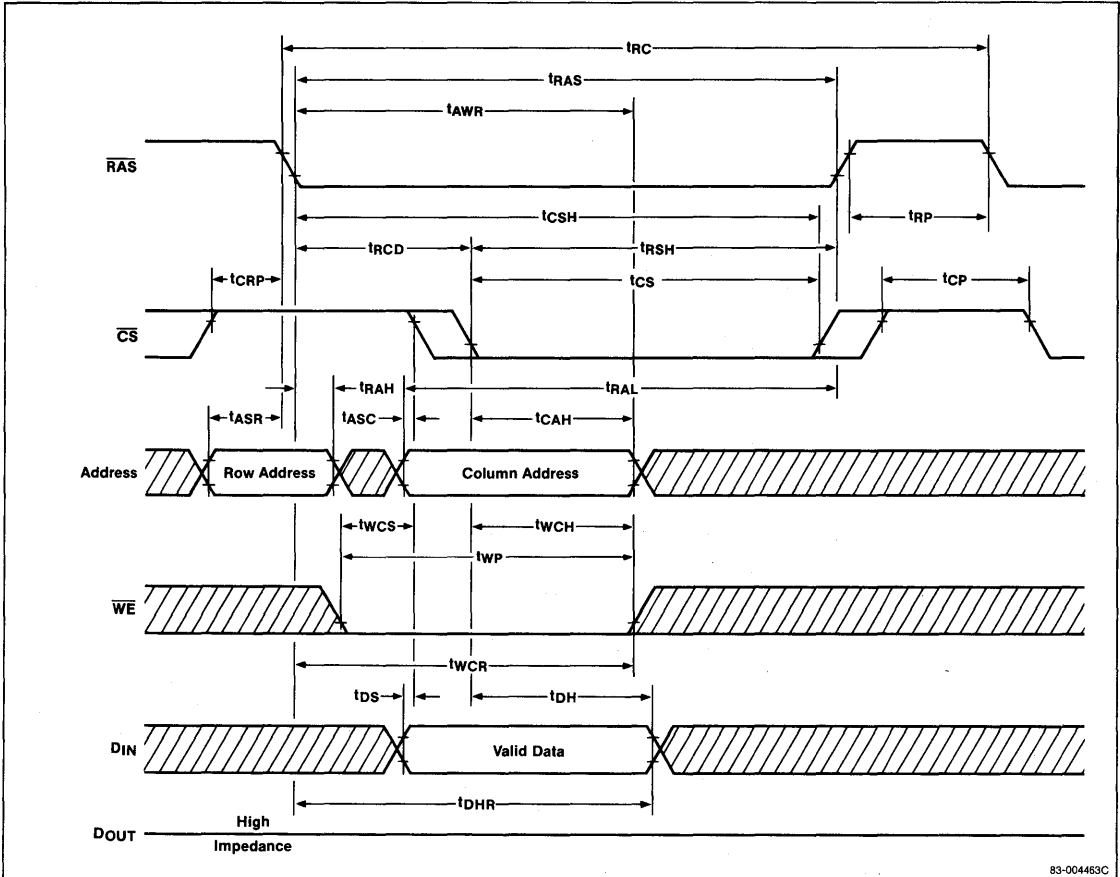 tRC
tRAS
tAWR
RAS
tCSH
tRP
tRCD
tRSH
tCRP
tCS
tCP
CS
tRAH
tRAL
tASR
tASC
tCAH
Address
Row Address
Column Address
tWCS
tWCH
tWP
WE
tWCR
tDS
tDH
DIN
Valid Data
tDHR
DOUT
High
Impedance
83-004463C